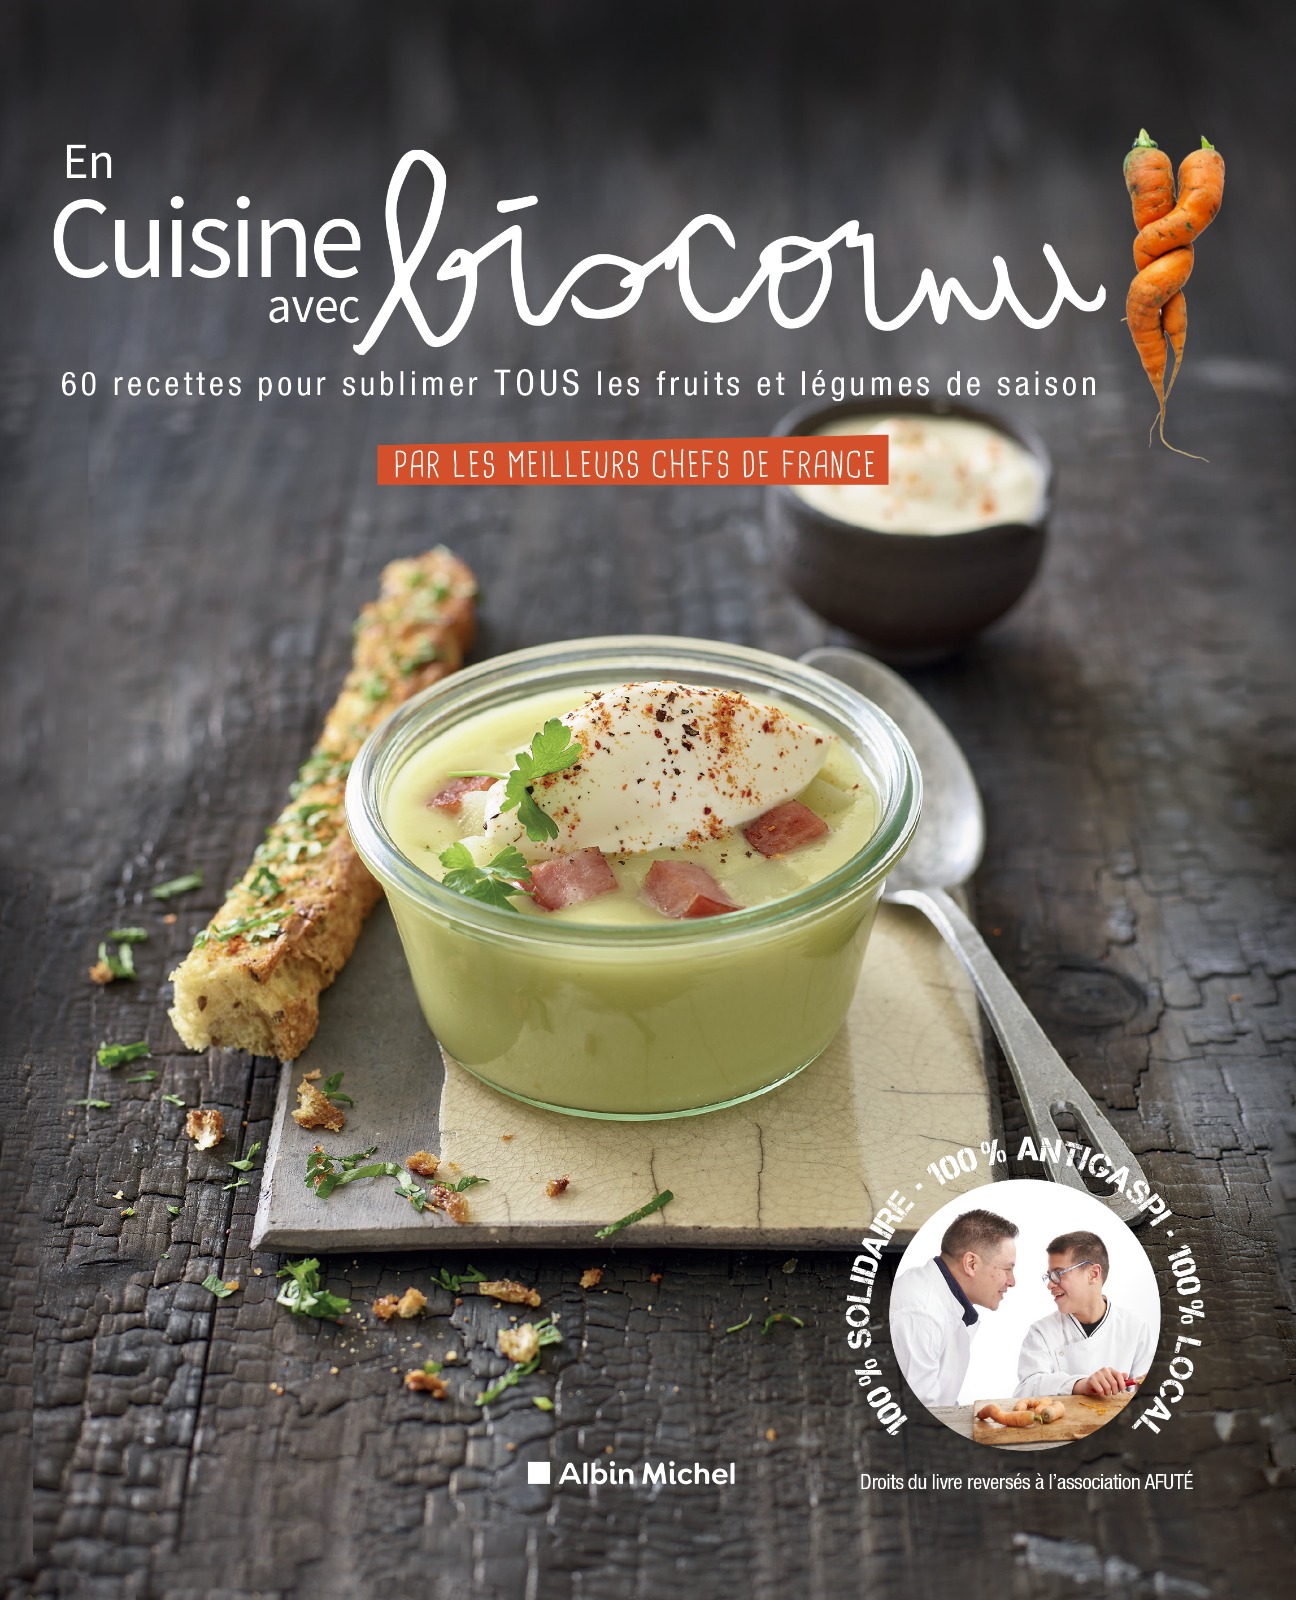 En
Cuisine
avec biscornu
60 recettes pour sublimer TOUS les fruits et légumes de saison
PAR LES MEILLEURS CHEFS DE FRANCE
100% SOLIDAIRE · 100% ANTIGASPI · 100% LOCAL
Albin Michel
Droits du livre reversés à l'association AFUTÉ